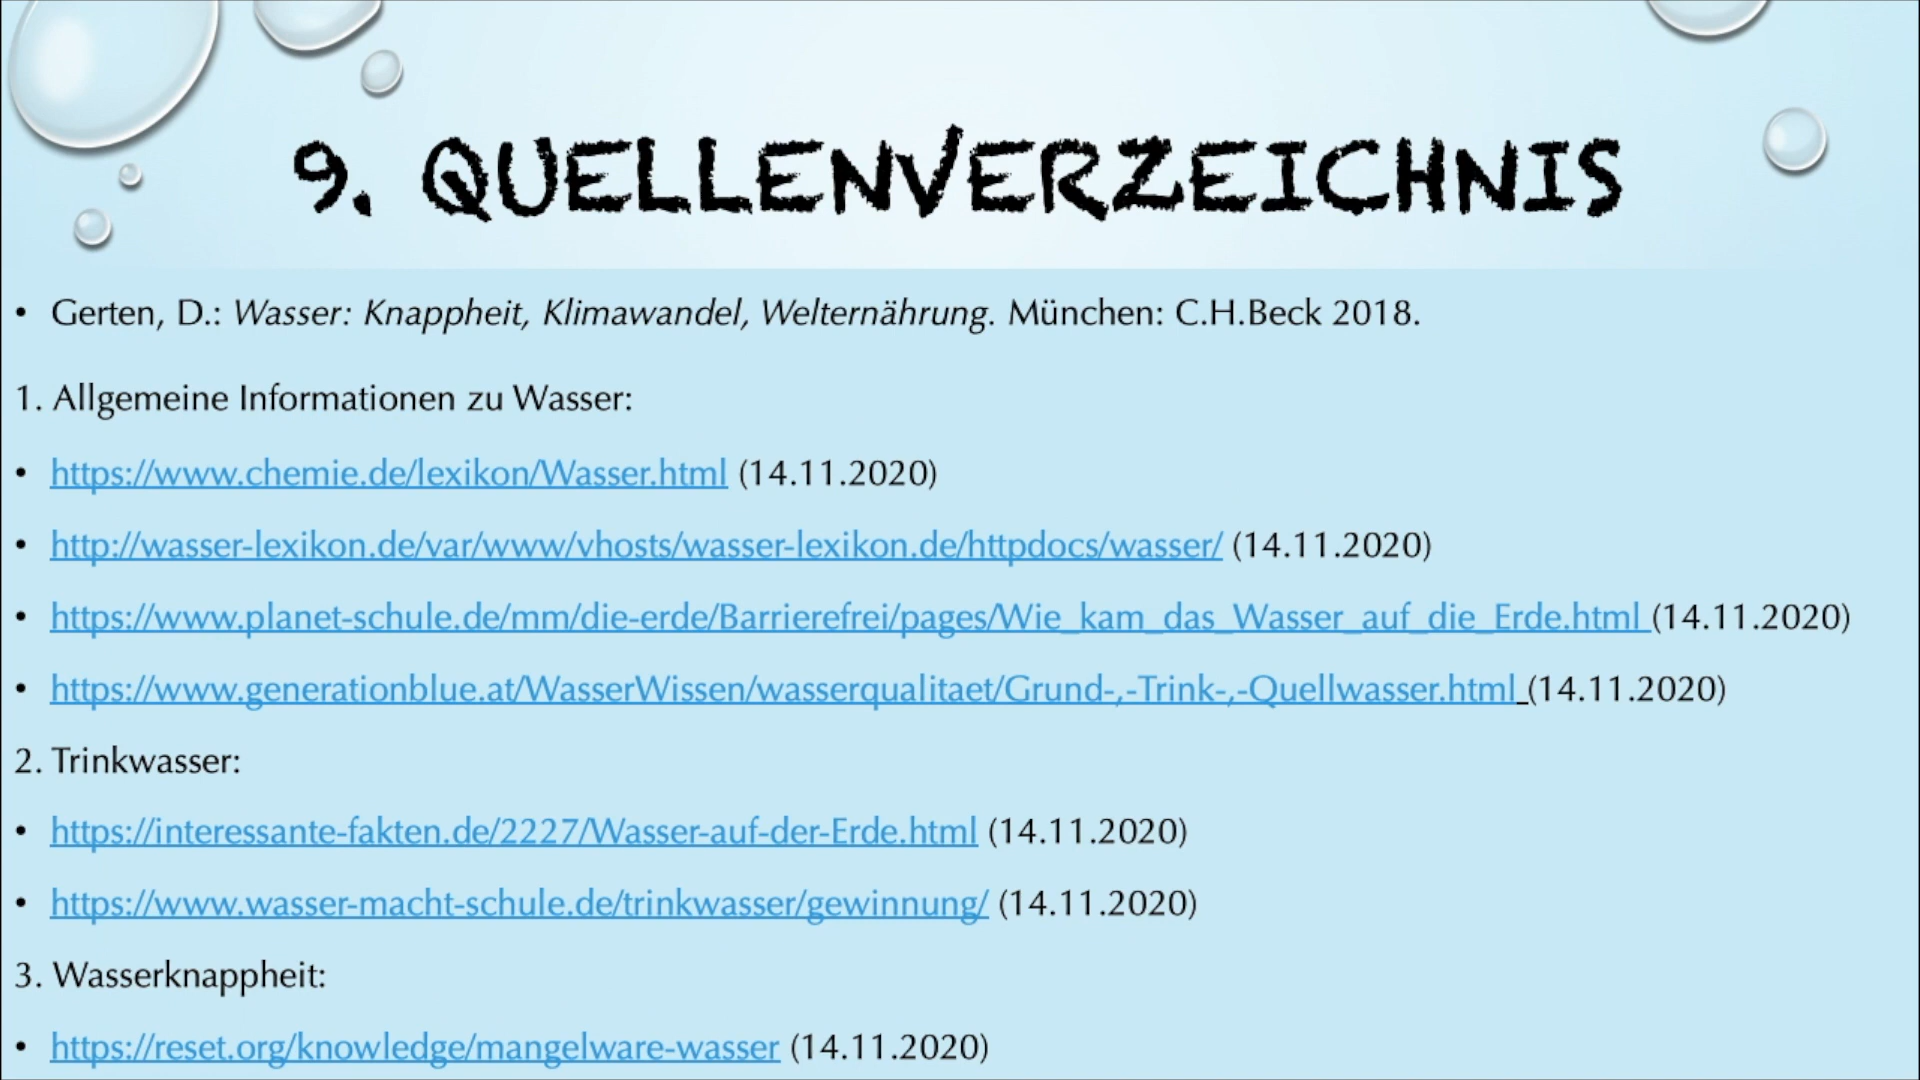 9. QUELLENVERZEICHNIS
• Gerten, D.: Wasser: Knappheit, Klimawandel, Welternährung. München: C.H.Beck 2018.
1. Allgemeine Informationen zu Wasser:
• https://www.chemie.de/lexikon/Wasser.html (14.11.2020)
• http://wasser-lexikon.de/var/www/vhosts/wasser-lexikon.de/httpdocs/wasser/ (14.11.2020)
• https://www.planet-schule.de/mm/die-erde/Barrierefrei/pages/Wie_kam_das_Wasser_auf_die_Erde.html (14.11.2020)
• https://www.generationblue.at/WasserWissen/wasserqualitaet/Grund-,-Trink-,-Quellwasser.html (14.11.2020)
2. Trinkwasser:
• https://interessante-fakten.de/2227/Wasser-auf-der-Erde.html (14.11.2020)
• https://www.wasser-macht-schule.de/trinkwasser/gewinnung/ (14.11.2020)
3. Wasserknappheit:
• https://reset.org/knowledge/mangelware-wasser (14.11.2020)